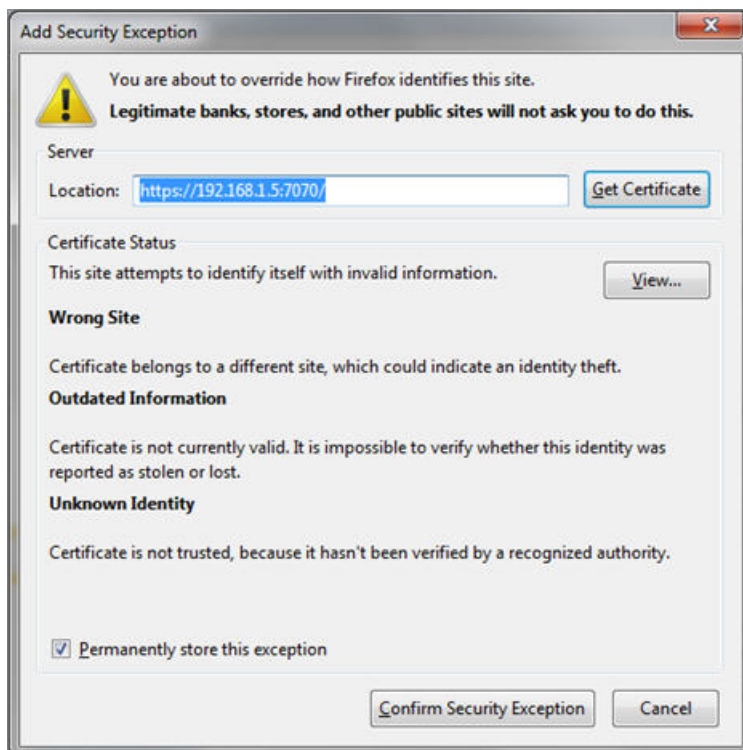 Add Security Exception
You are about to override how Firefox identifies this site.
Legitimate banks, stores, and other public sites will not ask you to do this.
Server
Location: https://192.168.1.5:7070/ Get Certificate
Certificate Status
This site attempts to identify itself with invalid information. View...
Wrong Site
Certificate belongs to a different site, which could indicate an identity theft.
Outdated Information
Certificate is not currently valid. It is impossible to verify whether this identity was
reported as stolen or lost.
Unknown Identity
Certificate is not trusted, because it hasn't been verified by a recognized authority.
Permanently store this exception
Confirm Security Exception Cancel